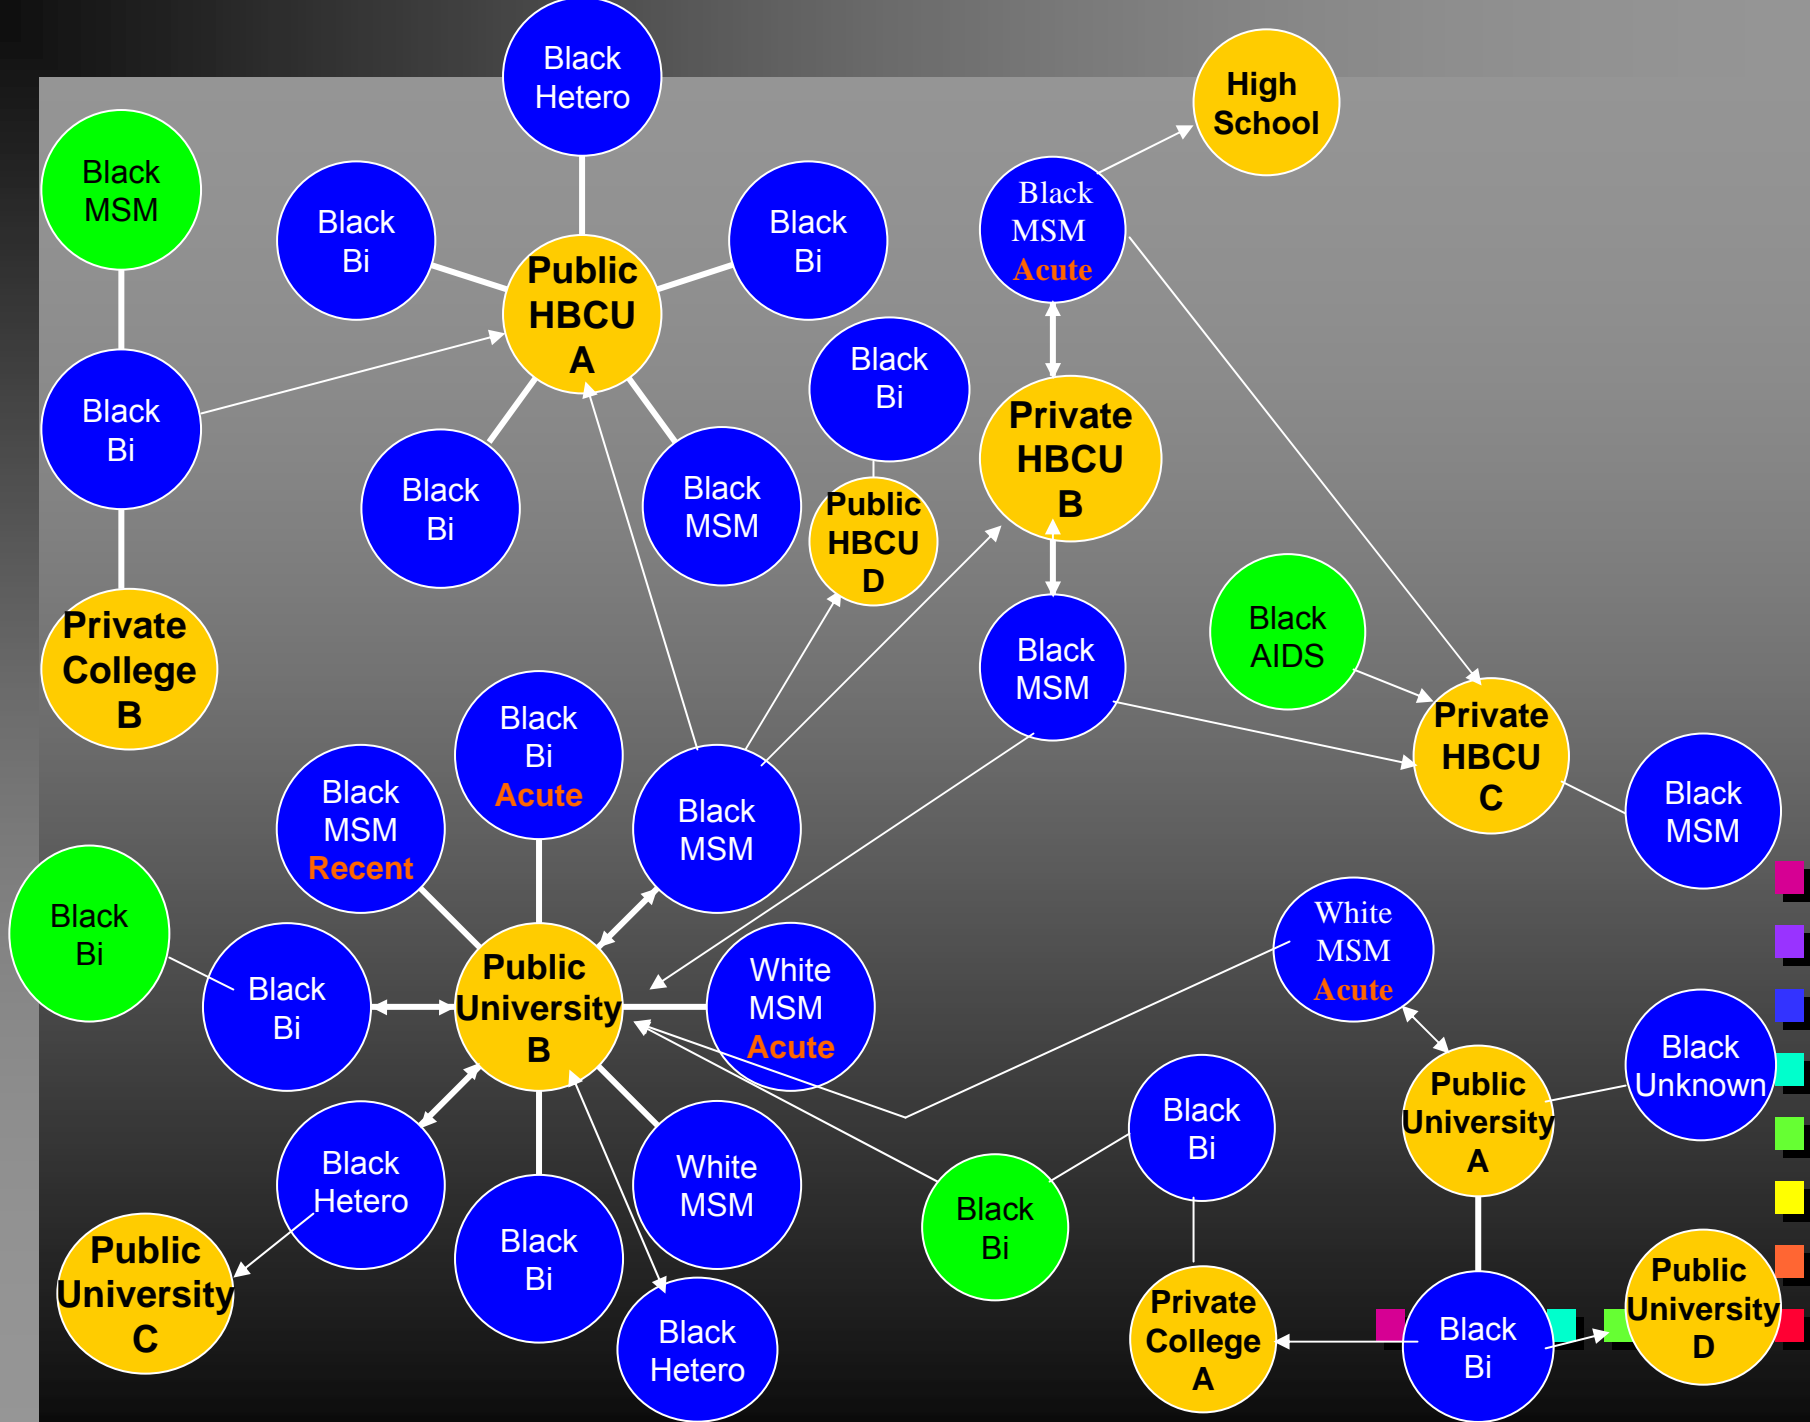 Black
Hetero
High
School
Black
MSM
Black
Bi
Black
Bi
Black
MSM
Acute
Public
HBCU
A
Black
Bi
Black
Bi
Private
HBCU
B
Black
Bi
Black
MSM
Public
HBCU
D
Private
College
B
Black
MSM
Black
AIDS
Private
HBCU
C
Black
MSM
Black
Bi
Acute
Black
MSM
Recent
Black
MSM
Black
Bi
Black
Bi
Public
University
B
White
MSM
Acute
White
MSM
Acute
Black
Unknown
Public
University
A
Black
Bi
Black
Hetero
White
MSM
Black
Bi
Black
Bi
Public
University
C
Black
Hetero
Private
College
A
Black
Bi
Public
University
D